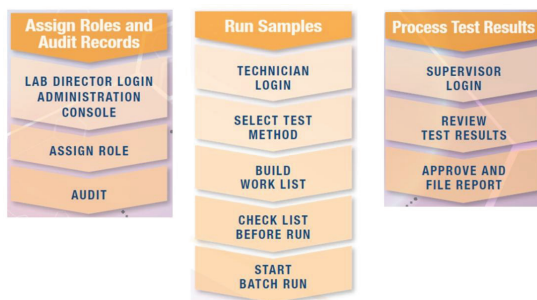 Assign Roles and
Audit Records
LAB DIRECTOR LOGIN
ADMINISTRATION
CONSOLE
ASSIGN ROLE
AUDIT
Run Samples
TECHNICIAN
LOGIN
SELECT TEST
METHOD
BUILD
WORK LIST
CHECK LIST
BEFORE RUN
START
BATCH RUN
Process Test Results
SUPERVISOR
LOGIN
REVIEW
TEST RESULTS
APPROVE AND
FILE REPORT